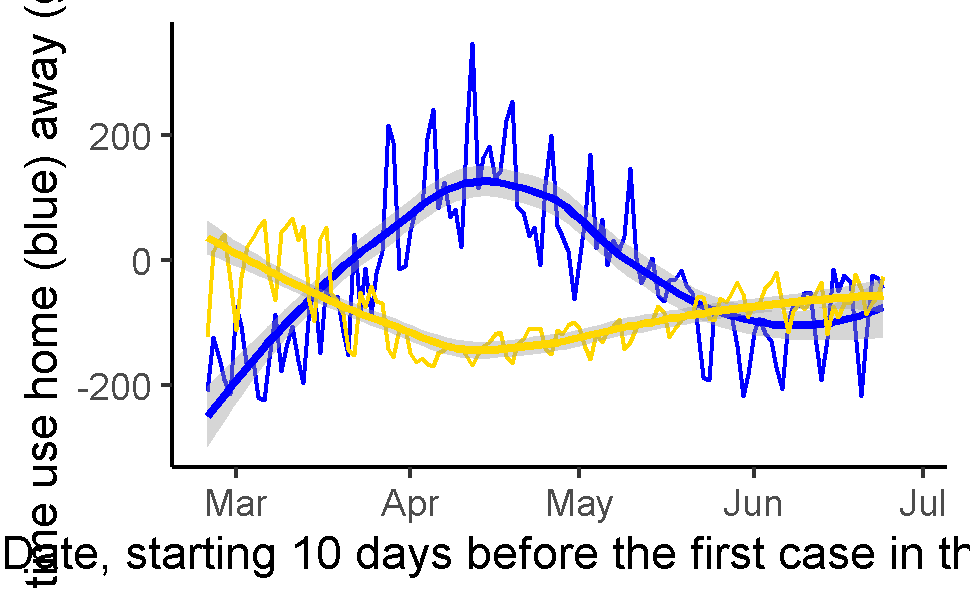 time use home (blue) away (
200
0
-200
Mar Apr May Jun Jul
Date, starting 10 days before the first case in th